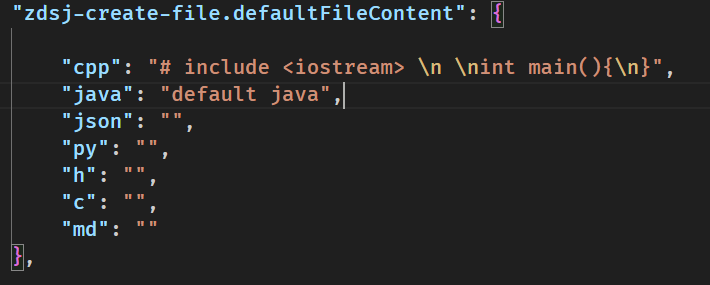 "zdsj-create-file.defaultFileContent": {
"cpp": "# include <iostream> \n \nint main(){\n}",
"java": "default java",
"json": "",
"py": "",
"h": "",
"c": "",
"md": ""
},